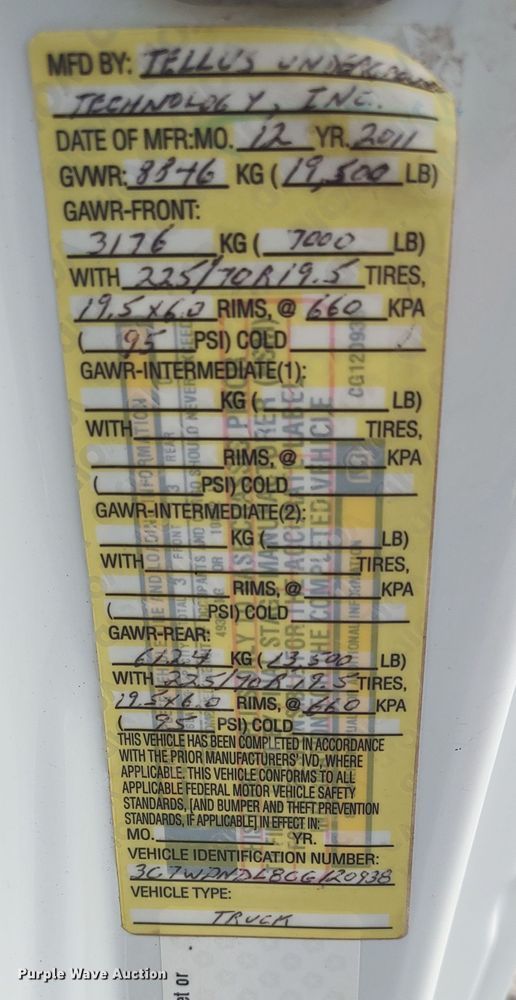 MFD BY: TELLUS UNDERGROUND
TECHNOLOGY, INC.
DATE OF MFR:MO. 12 YR. 2011
GVWR: 8846 KG ( 19,500 LB)
GAWR-FRONT:
3176 KG ( 7000 LB)
WITH 225/70R19.5 TIRES,
19.5x6.0 RIMS, @ 660 KPA
( 95 PSI) COLD
GAWR-INTERMEDIATE(1):
KG ( LB)
WITH TIRES,
RIMS, @ KPA
( PSI) COLD
GAWR-INTERMEDIATE(2):
KG ( LB)
WITH TIRES,
RIMS, @ KPA
( PSI) COLD
GAWR-REAR:
6124 KG ( 13,500 LB)
WITH 225/70R19.5 TIRES,
19.5x6.0 RIMS, @ 660 KPA
( 95 PSI) COLD
THIS VEHICLE HAS BEEN COMPLETED IN ACCORDANCE
WITH THE PRIOR MANUFACTURERS' IVD, WHERE
APPLICABLE. THIS VEHICLE CONFORMS TO ALL
APPLICABLE FEDERAL MOTOR VEHICLE SAFETY
STANDARDS, [AND BUMPER AND THEFT PREVENTION
STANDARDS, IF APPLICABLE] IN EFFECT IN:
MO. YR.
VEHICLE IDENTIFICATION NUMBER:
VEHICLE TYPE:
TRUCK
CG12093
Purple Wave Auction
et or